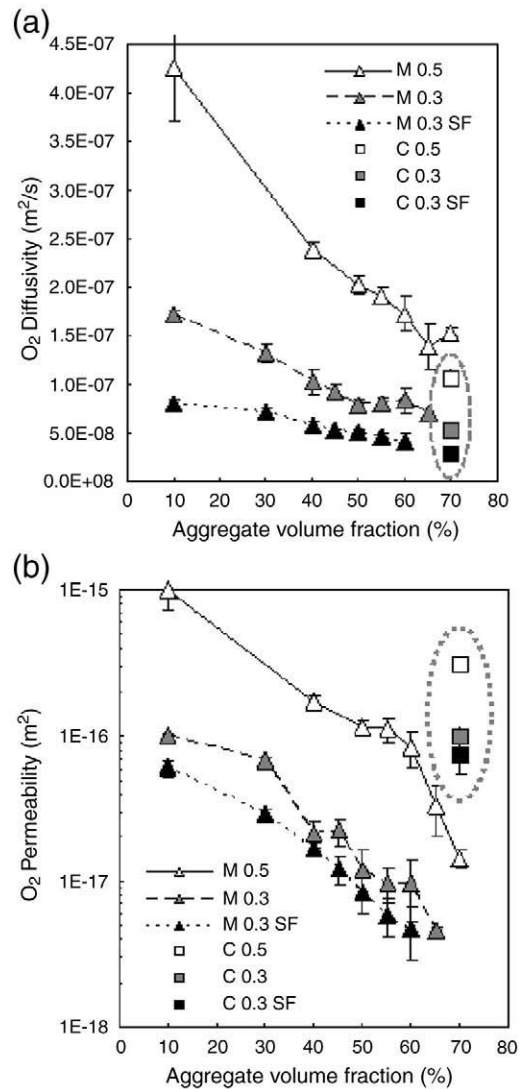 (a)
4.5E-07
4.0E-07
3.5E-07
3.0E-07
2.5E-07
2.0E-07
1.5E-07
1.0E-07
5.0E-08
0.0E+08
O2 Diffusivity (m²/s)
M 0.5
M 0.3
M 0.3 SF
C 0.5
C 0.3
C 0.3 SF
0 10 20 30 40 50 60 70 80
Aggregate volume fraction (%)
(b)
1E-15
1E-16
1E-17
1E-18
O2 Permeability (m²)
M 0.5
M 0.3
M 0.3 SF
C 0.5
C 0.3
C 0.3 SF
0 10 20 30 40 50 60 70 80
Aggregate volume fraction (%)